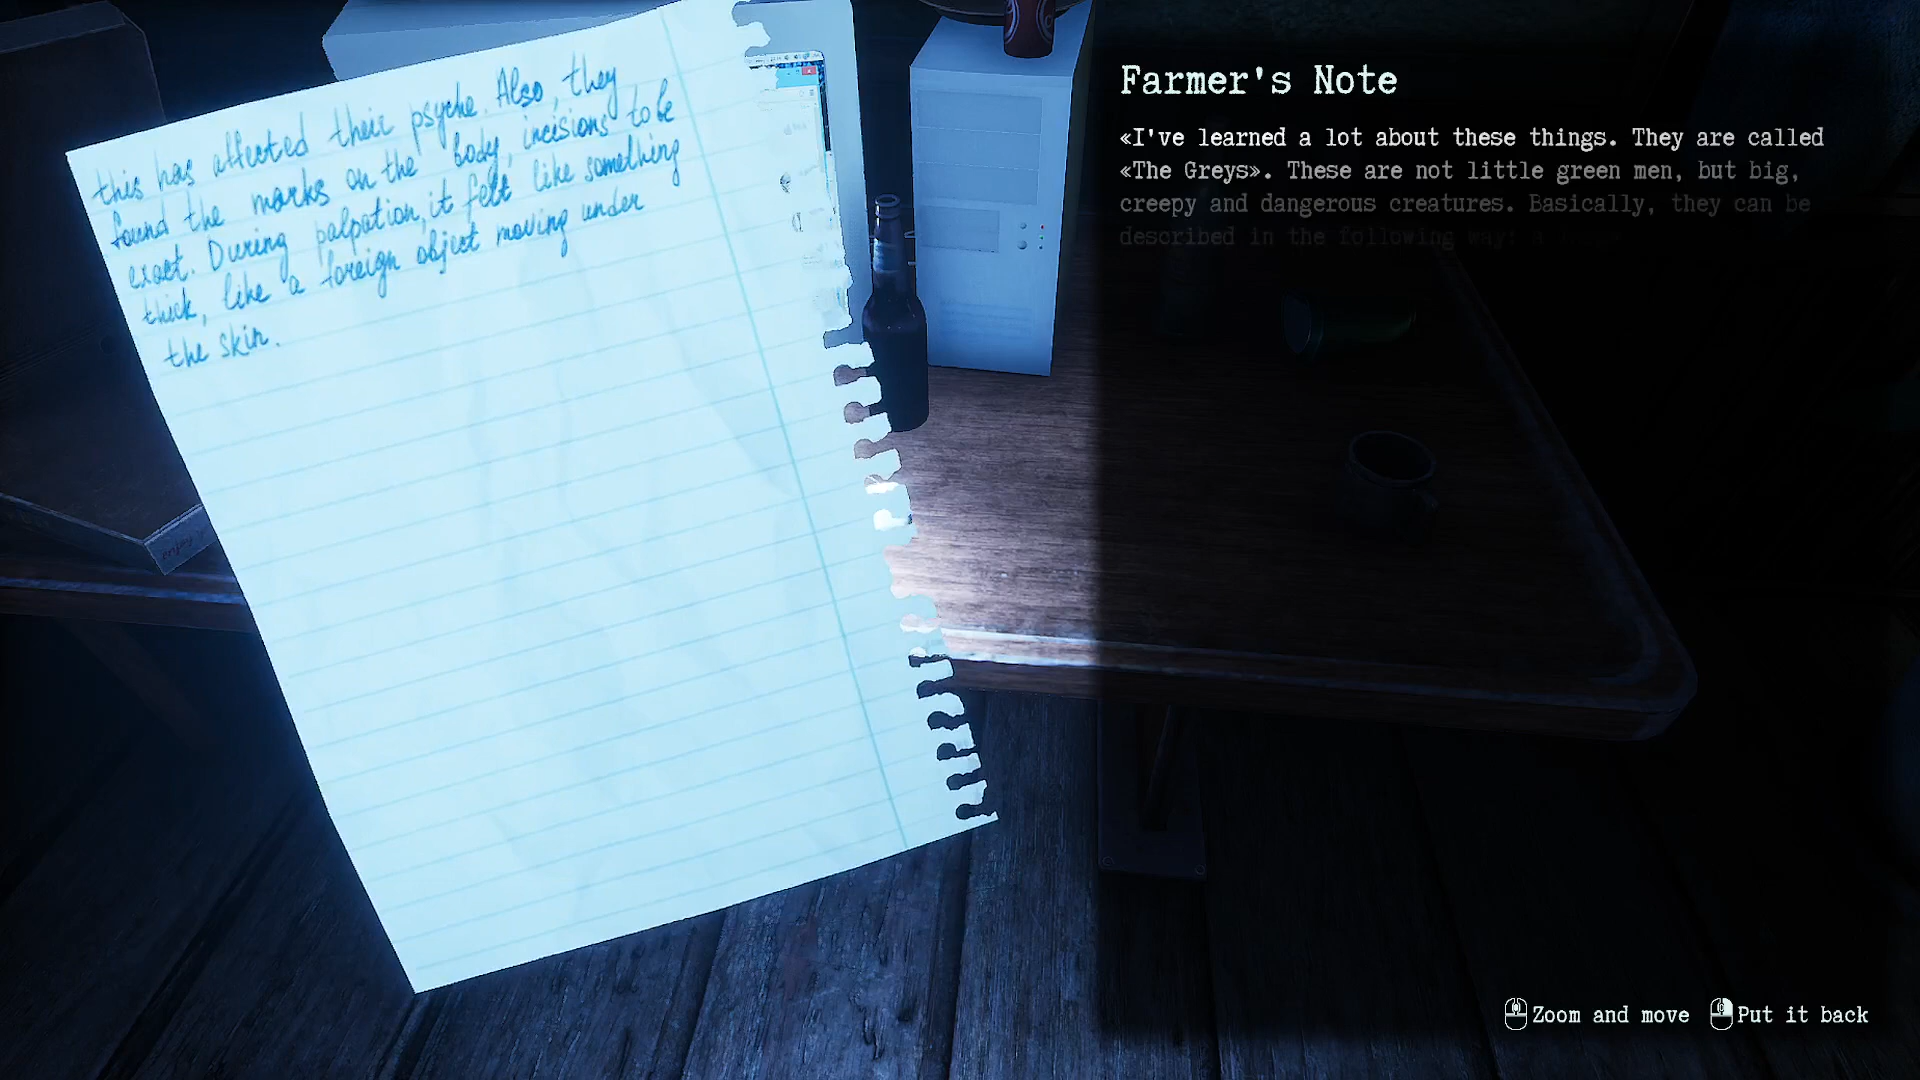 this has affected their psyche. Also, they
found the marks on the body, incisions to be
exact. During palpation, it felt like something
thick, like a foreign object moving under
the skin.
Farmer's Note
«I've learned a lot about these things. They are called
«The Greys». These are not little green men, but big,
creepy and dangerous creatures. Basically, they can be
described in the following way: a
Zoom and move
Put it back